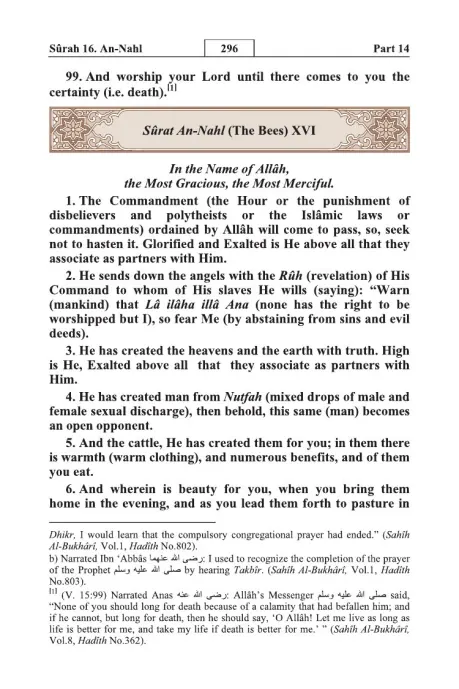 Sûrah 16. An-Nahl 296 Part 14
99. And worship your Lord until there comes to you the
certainty (i.e. death).[1]
Sûrat An-Nahl (The Bees) XVI
In the Name of Allâh,
the Most Gracious, the Most Merciful.
1. The Commandment (the Hour or the punishment of
disbelievers and polytheists or the Islâmic laws or
commandments) ordained by Allâh will come to pass, so, seek
not to hasten it. Glorified and Exalted is He above all that they
associate as partners with Him.
2. He sends down the angels with the Rûh (revelation) of His
Command to whom of His slaves He wills (saying): “Warn
(mankind) that Lâ ilâha illâ Ana (none has the right to be
worshipped but I), so fear Me (by abstaining from sins and evil
deeds).
3. He has created the heavens and the earth with truth. High
is He, Exalted above all that they associate as partners with
Him.
4. He has created man from Nutfah (mixed drops of male and
female sexual discharge), then behold, this same (man) becomes
an open opponent.
5. And the cattle, He has created them for you; in them there
is warmth (warm clothing), and numerous benefits, and of them
you eat.
6. And wherein is beauty for you, when you bring them
home in the evening, and as you lead them forth to pasture in
Dhikr, I would learn that the compulsory congregational prayer had ended.” (Sahîh
Al-Bukhârî, Vol.1, Hadîth No.802).
b) Narrated Ibn ‘Abbâs رضى الله عنهما: I used to recognize the completion of the prayer
of the Prophet صلى الله عليه وسلم by hearing Takbîr. (Sahîh Al-Bukhârî, Vol.1, Hadîth
No.803).
[1] (V. 15:99) Narrated Anas رضى الله عنه: Allâh’s Messenger صلى الله عليه وسلم said,
“None of you should long for death because of a calamity that had befallen him; and
if he cannot, but long for death, then he should say, ‘O Allâh! Let me live as long as
life is better for me, and take my life if death is better for me.’ ” (Sahîh Al-Bukhârî,
Vol.8, Hadîth No.362).